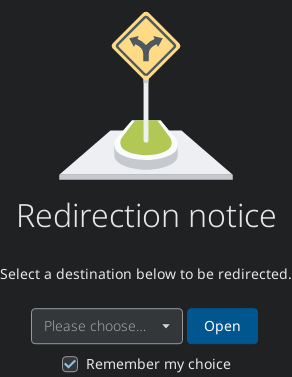 Redirection notice
Select a destination below to be redirected.
Please choose...
Open
Remember my choice